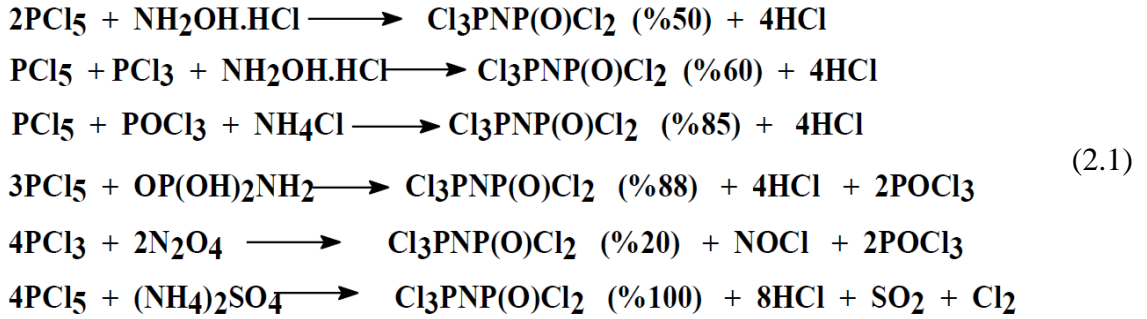 2PCl5 + NH2OH.HCl ⟶ Cl3PNP(O)Cl2 (%50) + 4HCl
PCl5 + PCl3 + NH2OH.HCl ⟶ Cl3PNP(O)Cl2 (%60) + 4HCl
PCl5 + POCl3 + NH4Cl ⟶ Cl3PNP(O)Cl2 (%85) + 4HCl
(2.1)
3PCl5 + OP(OH)2NH2 ⟶ Cl3PNP(O)Cl2 (%88) + 4HCl + 2POCl3
4PCl3 + 2N2O4 ⟶ Cl3PNP(O)Cl2 (%20) + NOCl + 2POCl3
4PCl5 + (NH4)2SO4 ⟶ Cl3PNP(O)Cl2 (%100) + 8HCl + SO2 + Cl2